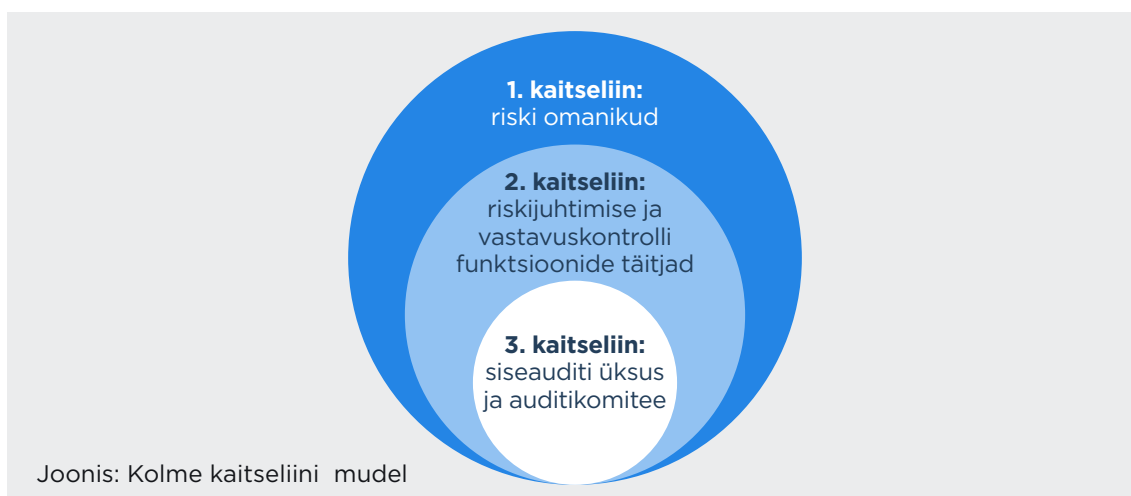 1. kaitseliin:
riski omanikud
2. kaitseliin:
riskijuhtimise ja
vastavuskontrolli
funktsioonide täitjad
3. kaitseliin:
siseauditi üksus
ja auditikomitee
Joonis: Kolme kaitseliini mudel